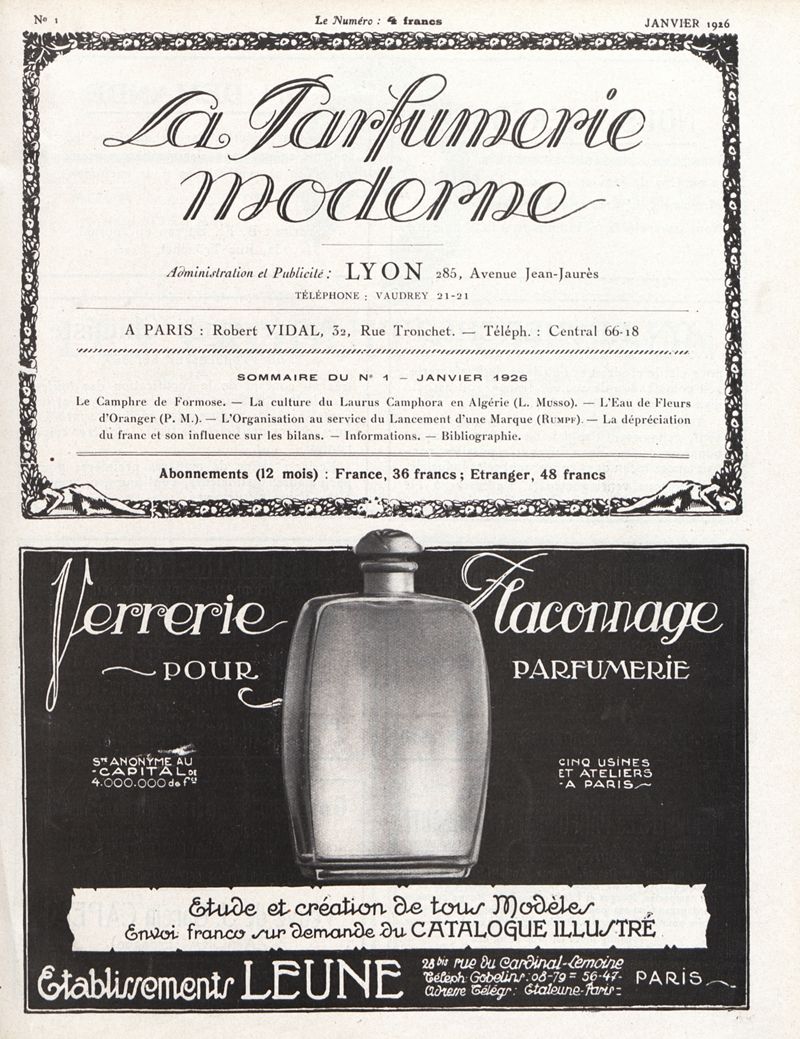 No 1
Le Numéro : 4 francs
JANVIER 1926
La Parfumerie
moderne
Administration et Publicité : LYON 285, Avenue Jean-Jaurès
TÉLÉPHONE : VAUDREY 21-21
A PARIS : Robert VIDAL, 32, Rue Tronchet. — Téléph. : Central 66-18
SOMMAIRE DU N° 1 — JANVIER 1926
Le Camphre de Formose. — La culture du Laurus Camphora en Algérie (L. Musso). — L'Eau de Fleurs
d'Oranger (P. M.). — L'Organisation au service du Lancement d'une Marque (Rumpf). — La dépréciation
du franc et son influence sur les bilans. — Informations. — Bibliographie.
Abonnements (12 mois) : France, 36 francs ; Etranger, 48 francs
Verrerie Flaconnage
POUR PARFUMERIE
Sté ANONYME AU
-CAPITAL DE
4.000.000 de frs
CINQ USINES
ET ATELIERS
-A PARIS
Etude et création de tous Modèles
Envoi franco sur demande du CATALOGUE ILLUSTRÉ
Etablissements LEUNE
28bis rue du Cardinal-Lemoine
Téléph: Gobelins: 08-79 = 56-47-
Adresse Télégr: Etaleune-Paris=
PARIS